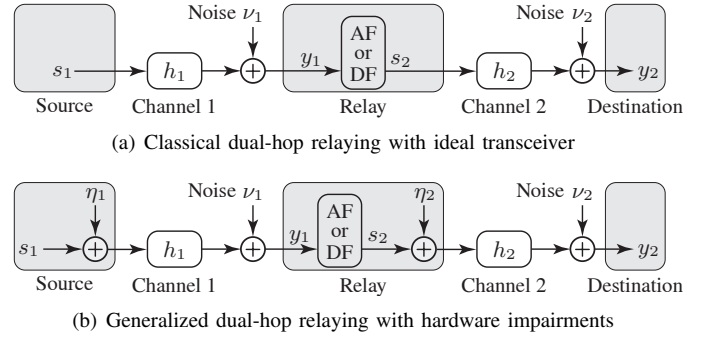 Noise ν₁ Noise ν₂
s₁ h₁ + y₁ AF or DF s₂ h₂ + y₂
Source Channel 1 Relay Channel 2 Destination
(a) Classical dual-hop relaying with ideal transceiver
η₁ Noise ν₁ η₂ Noise ν₂
s₁ + h₁ + y₁ AF or DF s₂ + h₂ + y₂
Source Channel 1 Relay Channel 2 Destination
(b) Generalized dual-hop relaying with hardware impairments